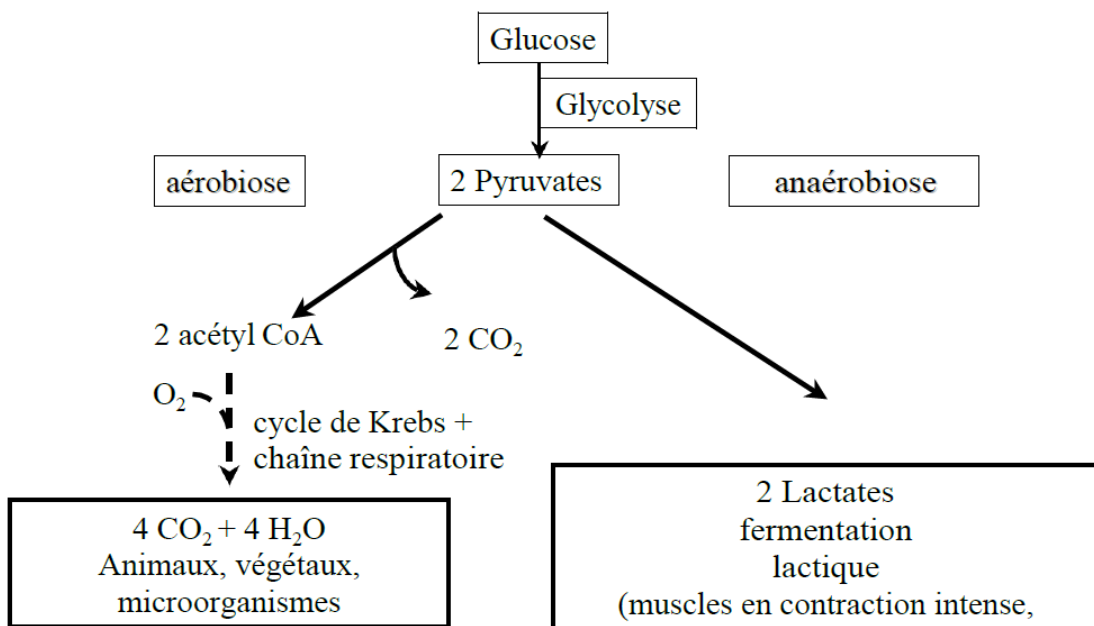 Glucose
Glycolyse
aérobiose
2 Pyruvates
anaérobiose
2 acétyl CoA
2 CO₂
O₂
cycle de Krebs +
chaîne respiratoire
4 CO₂ + 4 H₂O
Animaux, végétaux,
microorganismes
2 Lactates
fermentation
lactique
(muscles en contraction intense,